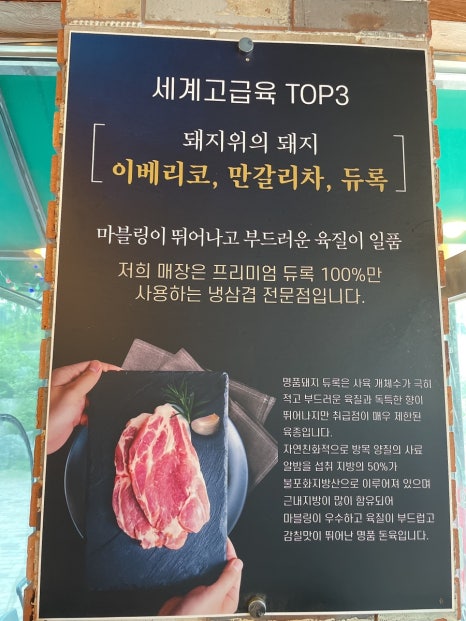 세계고급육 TOP3
돼지위의 돼지
이베리코, 만갈리차, 듀록
마블링이 뛰어나고 부드러운 육질이 일품
저희 매장은 프리미엄 듀록 100%만
사용하는 냉삼겹 전문점입니다.
명품돼지 듀록은 사육 개체수가 극히
적고 부드러운 육질과 독특한 향이
뛰어나지만 취급점이 매우 제한된
육종입니다.
자연친화적으로 방목 양질의 사료
알밤을 섭취 지방의 50%가
불포화지방산으로 이루어져 있으며
근내지방이 많이 함유되어
마블링이 우수하고 육질이 부드럽고
감칠맛이 뛰어난 명품 돈육입니다.